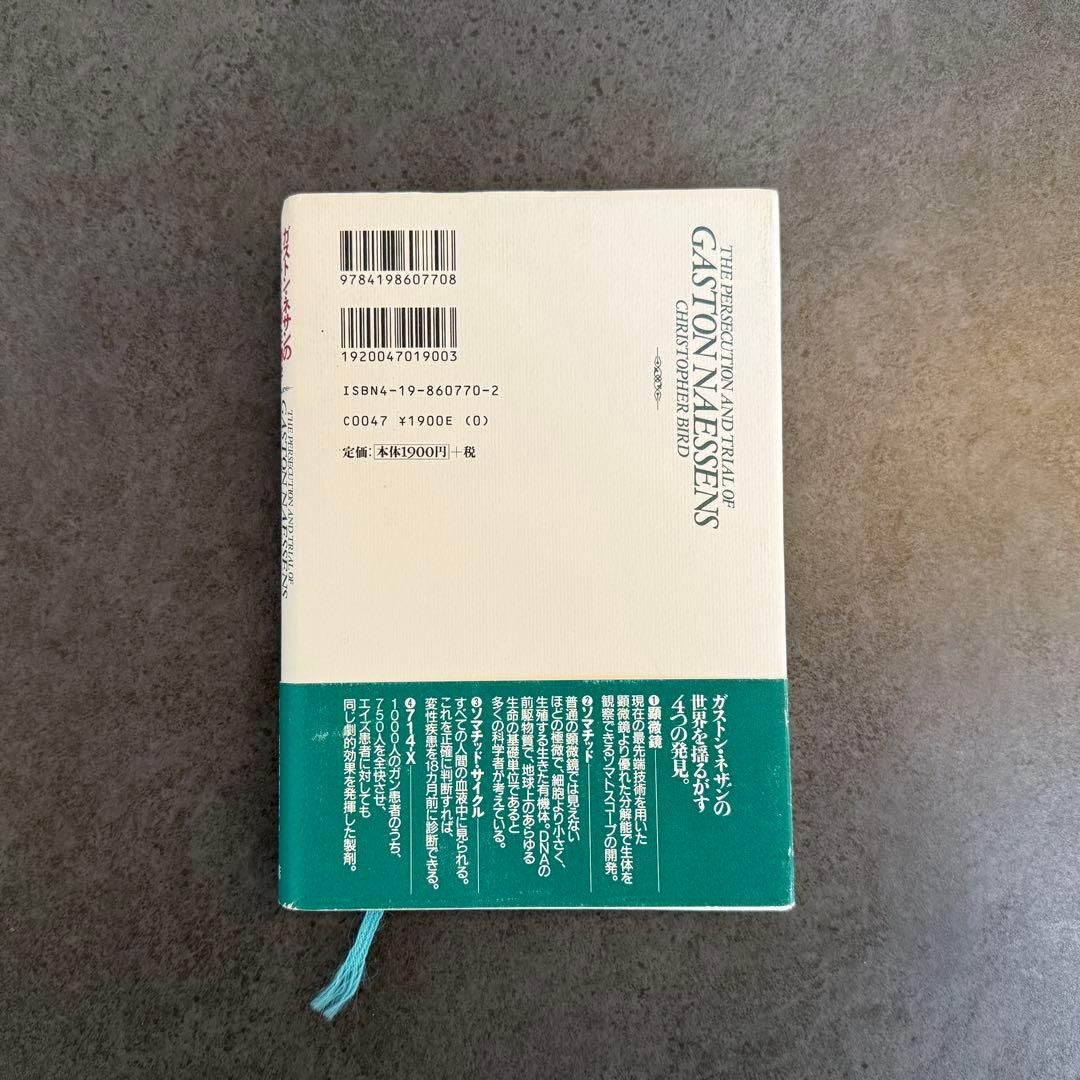 9784198607708
1920047019003
ISBN4-19-860770-2
C0047 ¥1900E (0)
定価:本体1900円+税
THE PERSECUTION AND TRIAL OF
GASTON NAESSENS
CHRISTOPHER BIRD
ガストン・ネサンの
THE PERSECUTION AND TRIAL OF
GASTON NAESSENS
ガストン・ネサンの
世界を揺るがす
4つの発見。
❶顕微鏡
現在の最先端技術を用いた
顕微鏡より優れた分解能で生体を
観察できるソマトスコープの開発。
❷ソマチッド
普通の顕微鏡では見えない
ほどの極微で、細胞より小さく、
生殖する生きた有機体。DNAの
前駆物質で、地球上のあらゆる
生命の基礎単位であると
多くの科学者が考えている。
❸ソマチッド・サイクル
すべての人間の血液中に見られる。
これを正確に判断すれば、
変性疾患を18カ月前に診断できる。
❹714X
1000人のガン患者のうち、
750人を全快させ、
エイズ患者に対しても
同じ劇的効果を発揮した製剤。